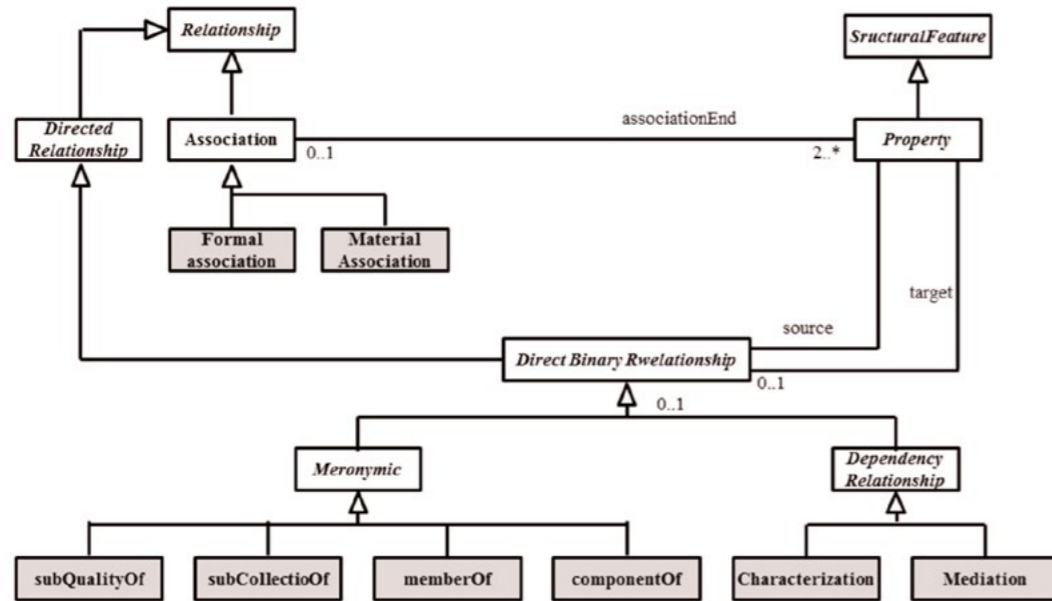 Relationship
SructuralFeature
Directed
Relationship
Association
associationEnd
0..1
2..*
Property
Formal
association
Material
Association
target
source
Direct Binary Rwelationship
0..1
0..1
Meronymic
Dependency
Relationship
subQualityOf
subCollectioOf
memberOf
componentOf
Characterization
Mediation